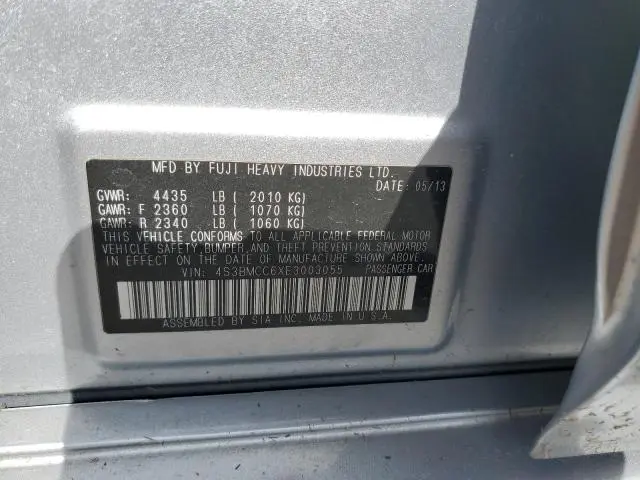 MFD BY FUJI HEAVY INDUSTRIES LTD.
DATE: 05/13
GVWR: 4435 LB ( 2010 KG)
GAWR: F 2360 LB ( 1070 KG)
GAWR: R 2340 LB ( 1060 KG)
THIS VEHICLE CONFORMS TO ALL APPLICABLE FEDERAL MOTOR
VEHICLE SAFETY BUMPER, AND THEFT PREVENTION STANDARDS
IN EFFECT ON THE DATE OF MANUFACTURE SHOWN ABOVE.
VIN: 4S3BMCC6XE3003055 PASSENGER CAR
ASSEMBLED BY SIA INC. MADE IN U.S.A.